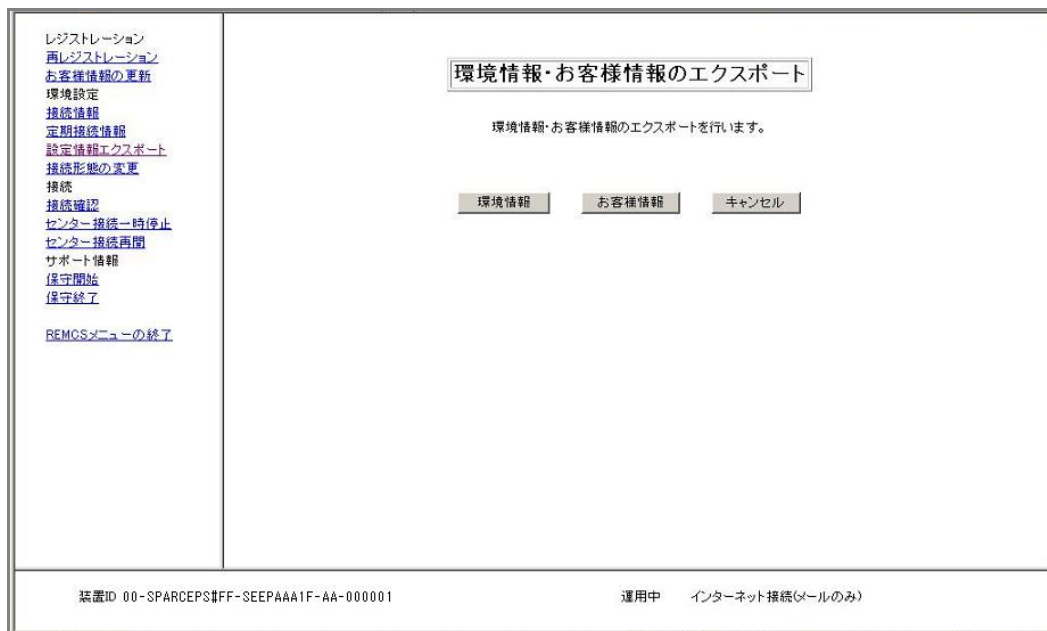 レジストレーション
再レジストレーション
お客様情報の更新
環境設定
接続情報
定期接続情報
設定情報エクスポート
接続形態の変更
接続
接続確認
センター接続一時停止
センター接続再開
サポート情報
保守開始
保守終了
REMCSメニューの終了
環境情報・お客様情報のエクスポート
環境情報・お客様情報のエクスポートを行います。
環境情報 お客様情報 キャンセル
装置ID 00-SPARCEPS#FF-SEEPAAA1F-AA-000001 運用中 インターネット接続(メールのみ)